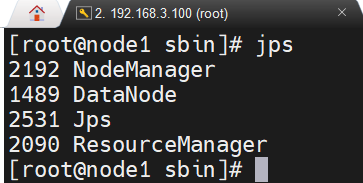 2. 192.168.3.100 (root)
[root@node1 sbin]# jps
2192 NodeManager
1489 DataNode
2531 Jps
2090 ResourceManager
[root@node1 sbin]#